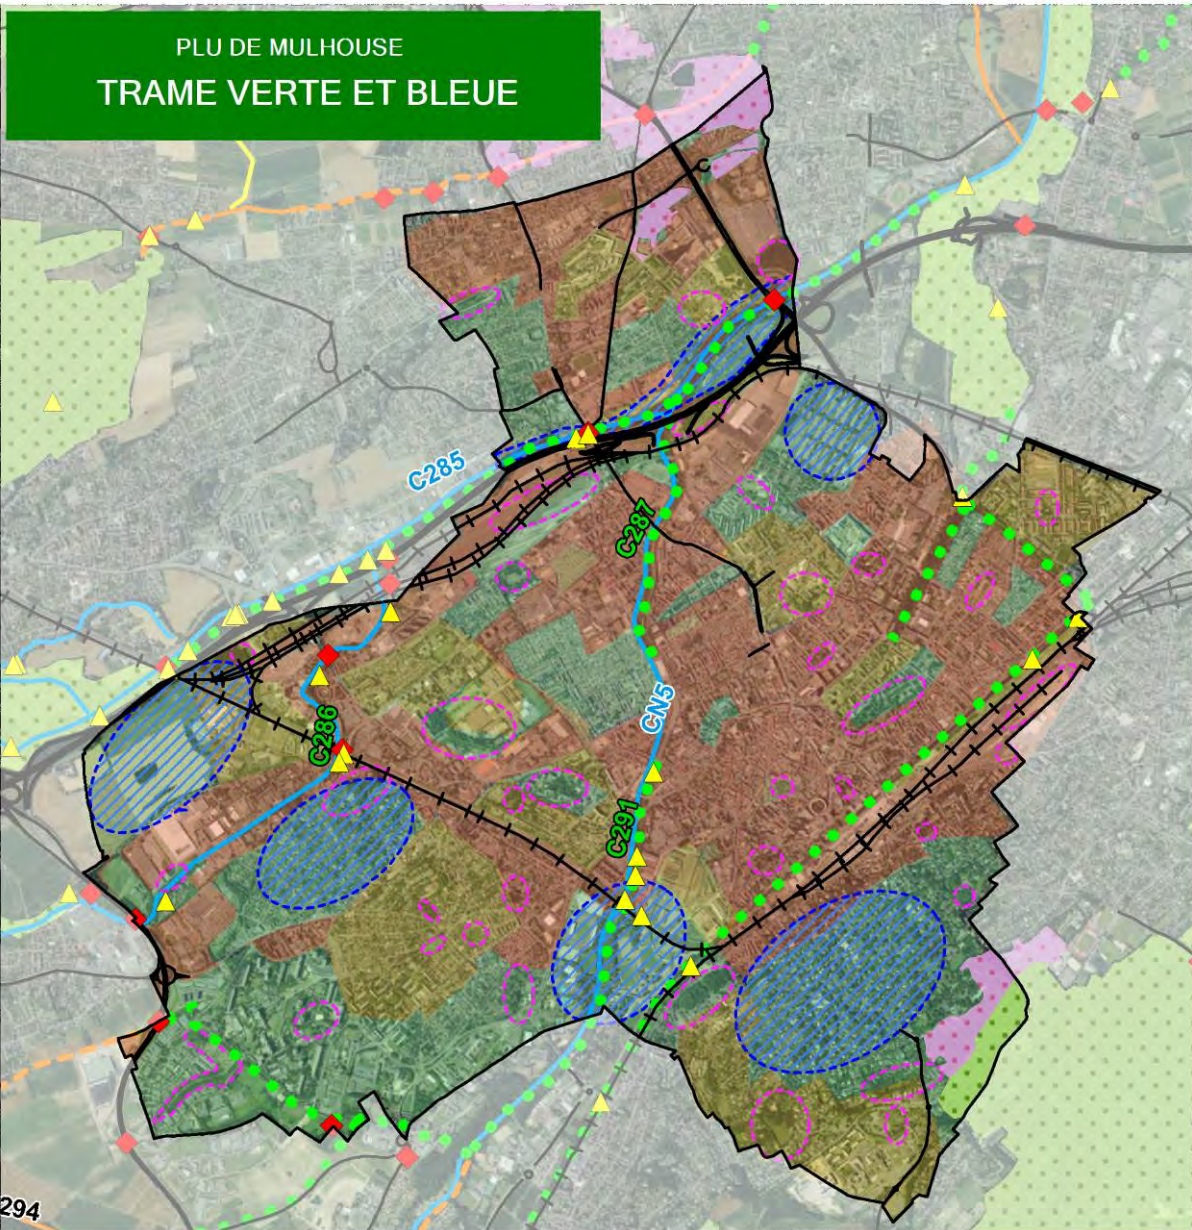 PLU DE MULHOUSE
TRAME VERTE ET BLEUE
C285
C287
C286
CN5
C291
294